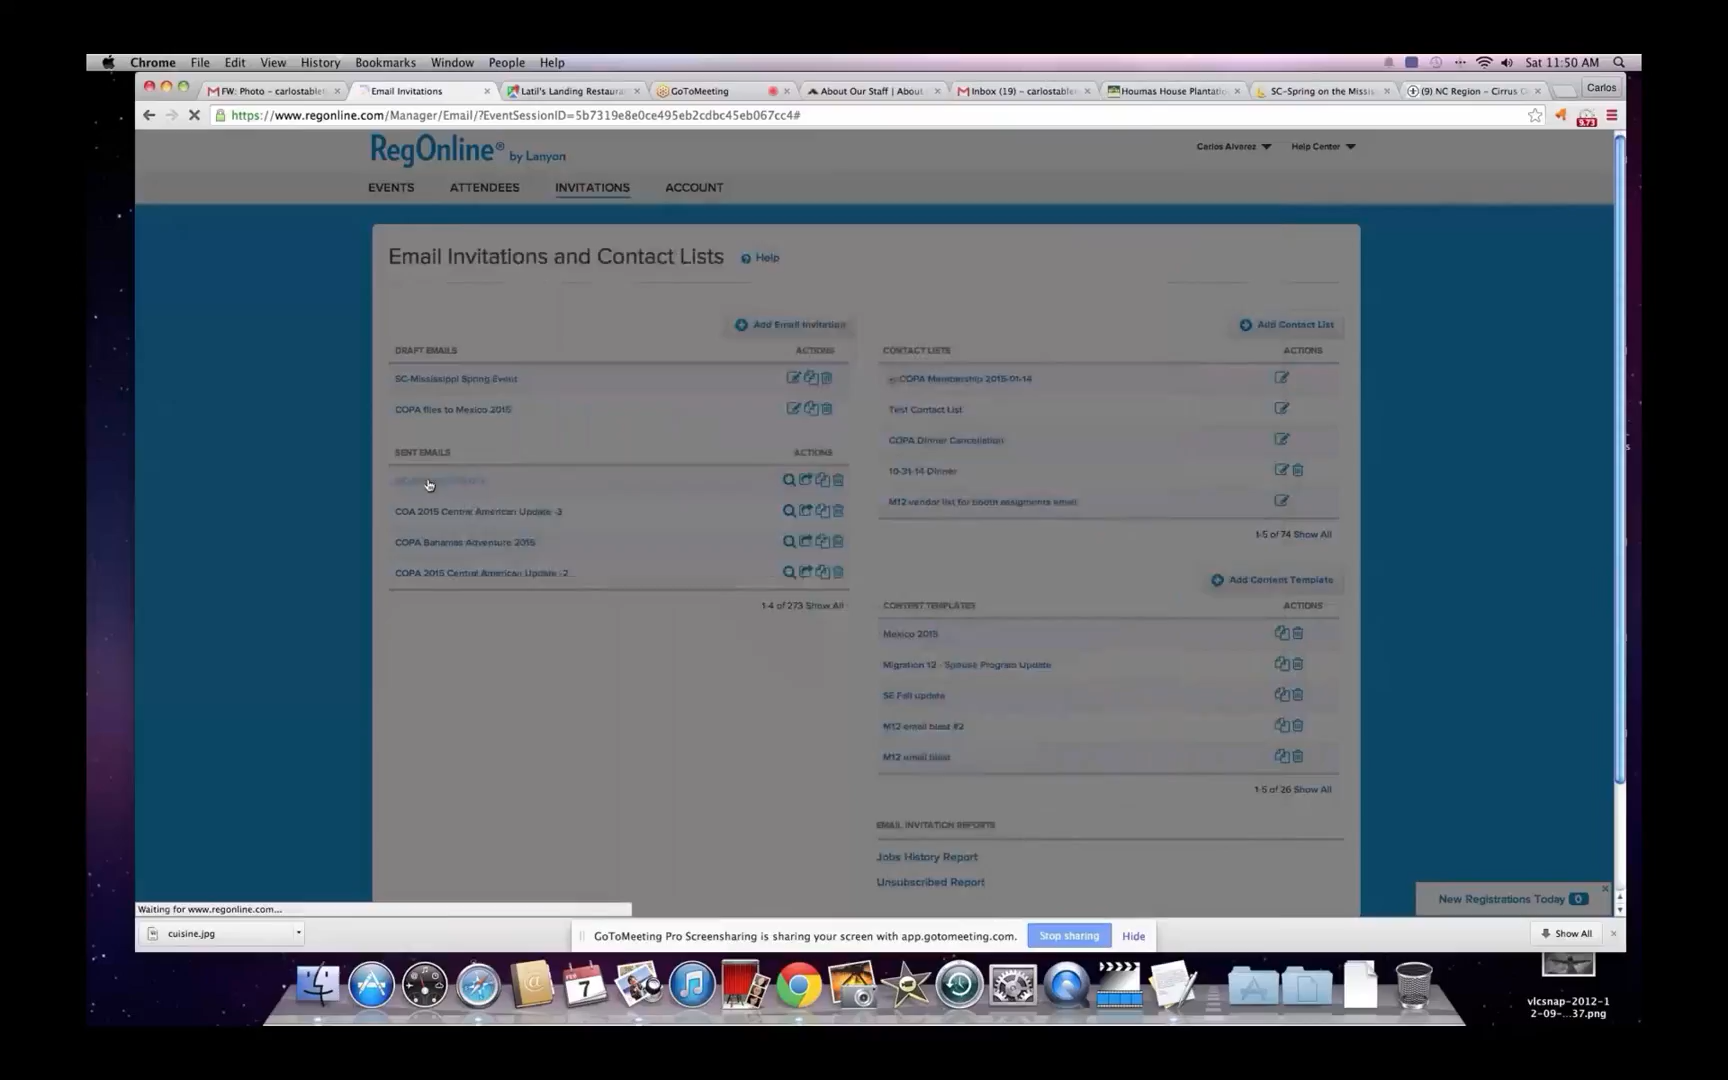 Chrome File Edit View History Bookmarks Window People Help Sat 11:50 AM
FW: Photo – carlostable Email Invitations Latil's Landing Restaura GoToMeeting About Our Staff | About Inbox (19) – carlostable Houmas House Plantatio SC-Spring on the Missi (9) NC Region – Cirrus Carlos
https://www.regonline.com/Manager/Email/?EventSessionID=5b7319e8e0ce495eb2cdbc45eb067cc4#
9.73
RegOnline® by Lanyon
Carlos Alvarez Help Center
EVENTS ATTENDEES INVITATIONS ACCOUNT
Email Invitations and Contact Lists Help
Add Email Invitation
DRAFT EMAILS ACTIONS
SC-Mississippi Spring Event
COPA flies to Mexico 2015
SENT EMAILS ACTIONS
COA 2015 Central American Update -3
COPA Bahamas Adventure 2015
COPA 2015 Central American Update -2
1-4 of 273 Show All
Add Contact List
CONTACT LISTS ACTIONS
COPA Membership 2015-01-14
Test Contact List
COPA Dinner Cancellation
10-31-14 Dinner
M12 vendor list for booth assigments email
1-5 of 74 Show All
Add Content Template
CONTENT TEMPLATES ACTIONS
Mexico 2015
Migration 12 - Spouse Program Update
SE Fall update
M12 email blast #2
M12 email blast
1-5 of 26 Show All
EMAIL INVITATION REPORTS
Jobs History Report
Unsubscribed Report
New Registrations Today 0
Waiting for www.regonline.com...
cuisine.jpg
GoToMeeting Pro Screensharing is sharing your screen with app.gotomeeting.com. Stop sharing Hide
Show All
FEB
7
vlcsnap-2012-1
2-09-...37.png